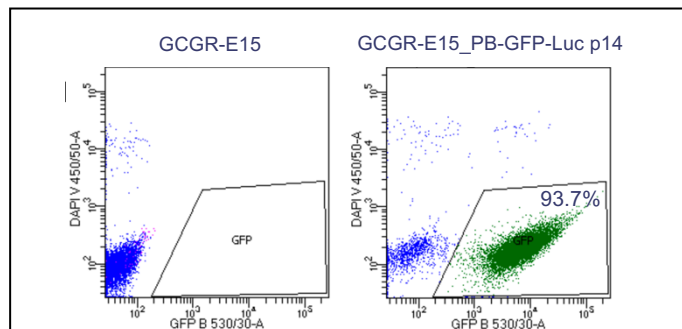 GCGR-E15
GCGR-E15_PB-GFP-Luc p14
DAPI V 450/50-A
10^5
10^4
10^3
10^2
GFP
10^2 10^3 10^4 10^5
GFP B 530/30-A
DAPI V 450/50-A
10^5
10^4
10^3
10^2
93.7%
GFP
10^2 10^3 10^4 10^5
GFP B 530/30-A